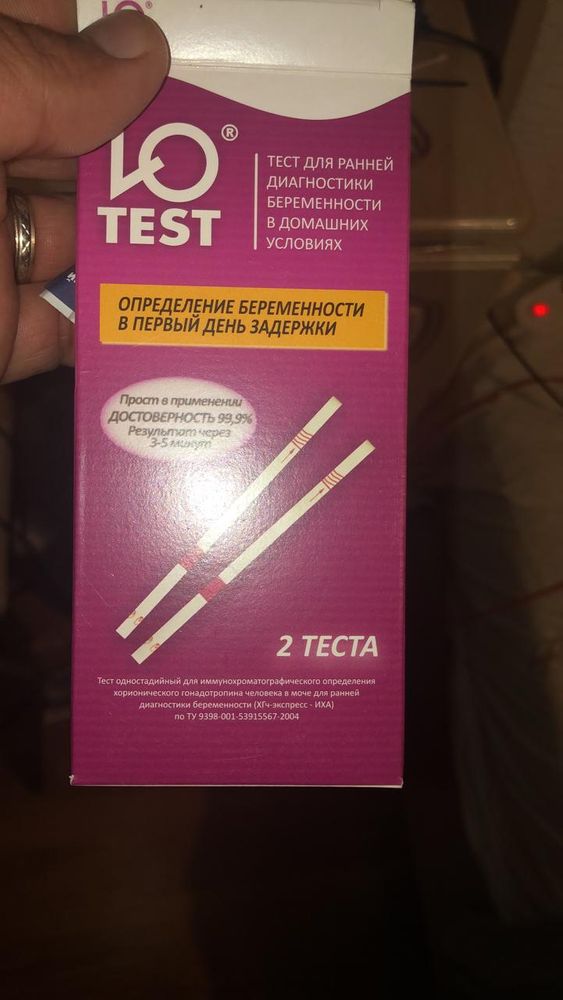 Ю®
Ю®
TEST
ТЕСТ ДЛЯ РАННЕЙ
ДИАГНОСТИКИ
БЕРЕМЕННОСТИ
В ДОМАШНИХ
УСЛОВИЯХ
ОПРЕДЕЛЕНИЕ БЕРЕМЕННОСТИ
В ПЕРВЫЙ ДЕНЬ ЗАДЕРЖКИ
Прост в применении
ДОСТОВЕРНОСТЬ 99,9%
Результат через
3-5 минут
2 ТЕСТА
Тест одностадийный для иммунохроматографического определения
хорионического гонадотропина человека в моче для ранней
диагностики беременности (ХГч-экспресс - ИХА)
по ТУ 9398-001-53915567-2004